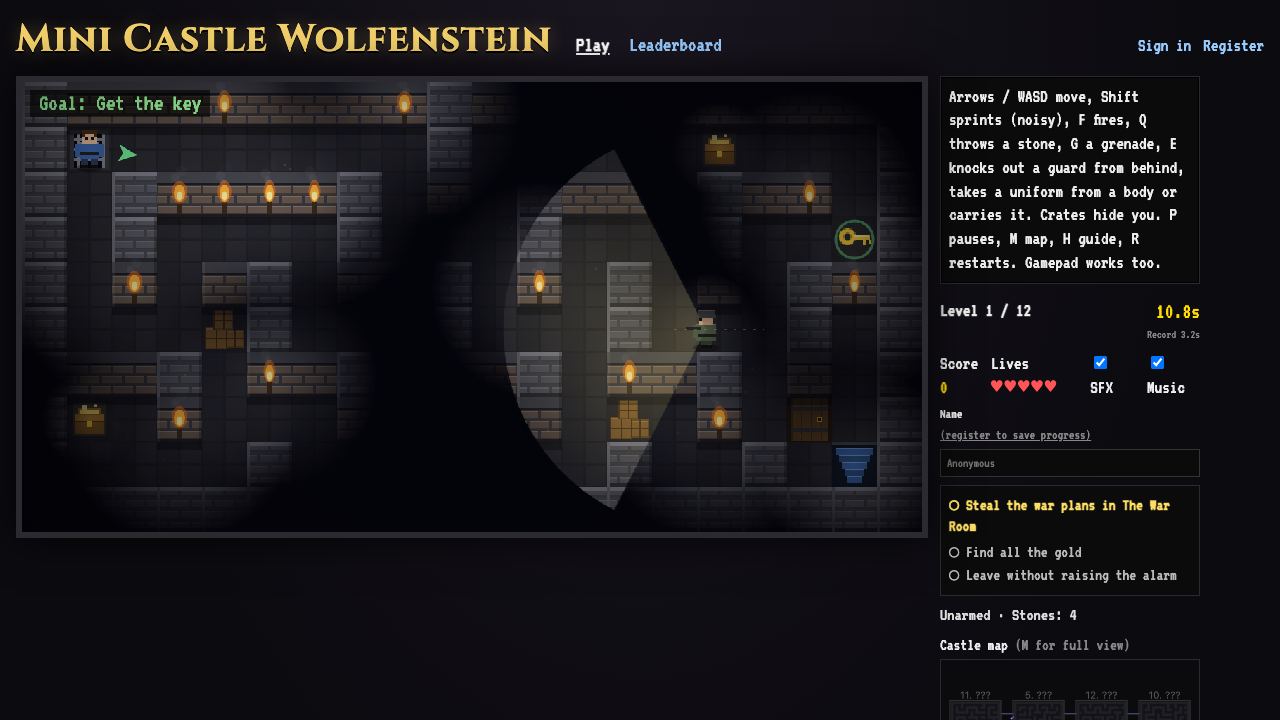 Mini Castle Wolfenstein
Play
Leaderboard
Sign in
Register
Goal: Get the key
Arrows / WASD move, Shift
sprints (noisy), F fires, Q
throws a stone, G a grenade, E
knocks out a guard from behind,
takes a uniform from a body or
carries it. Crates hide you. P
pauses, M map, H guide, R
restarts. Gamepad works too.
Level 1 / 12
10.8s
Record 3.2s
Score
Lives
0
♥♥♥♥♥
SFX
Music
Name
(register to save progress)
Anonymous
Steal the war plans in The War
Room
Find all the gold
Leave without raising the alarm
Unarmed · Stones: 4
Castle map (M for full view)
11. ???
5. ???
12. ???
10. ???